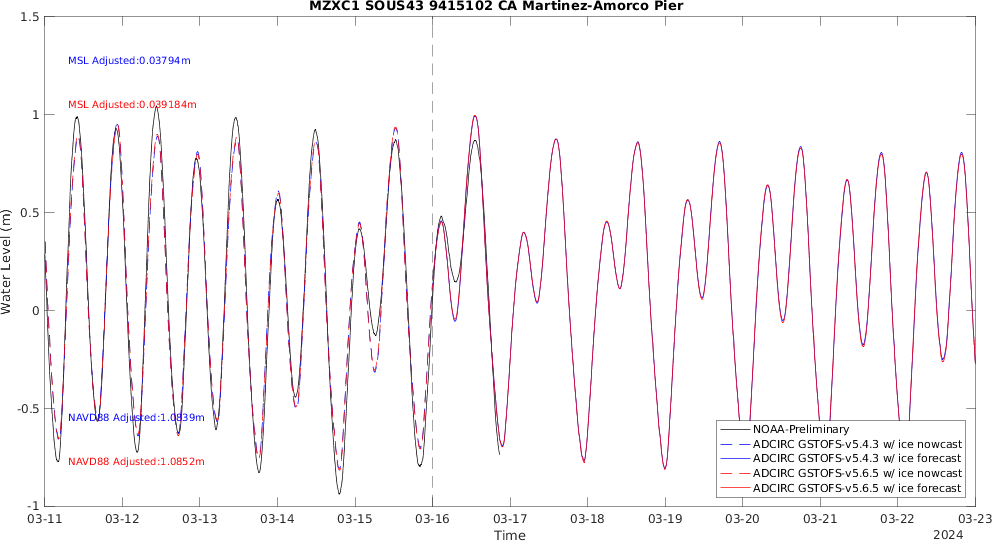 MZXC1 SOUS43 9415102 CA Martinez-Amorco Pier
1.5
1
0.5
0
-0.5
-1
Water Level (m)
MSL Adjusted:0.03794m
MSL Adjusted:0.039184m
NAVD88 Adjusted:1.0839m
NAVD88 Adjusted:1.0852m
NOAA-Preliminary
ADCIRC GSTOFS-v5.4.3 w/ ice nowcast
ADCIRC GSTOFS-v5.4.3 w/ ice forecast
ADCIRC GSTOFS-v5.6.5 w/ ice nowcast
ADCIRC GSTOFS-v5.6.5 w/ ice forecast
03-11 03-12 03-13 03-14 03-15 03-16 03-17 03-18 03-19 03-20 03-21 03-22 03-23
Time
2024